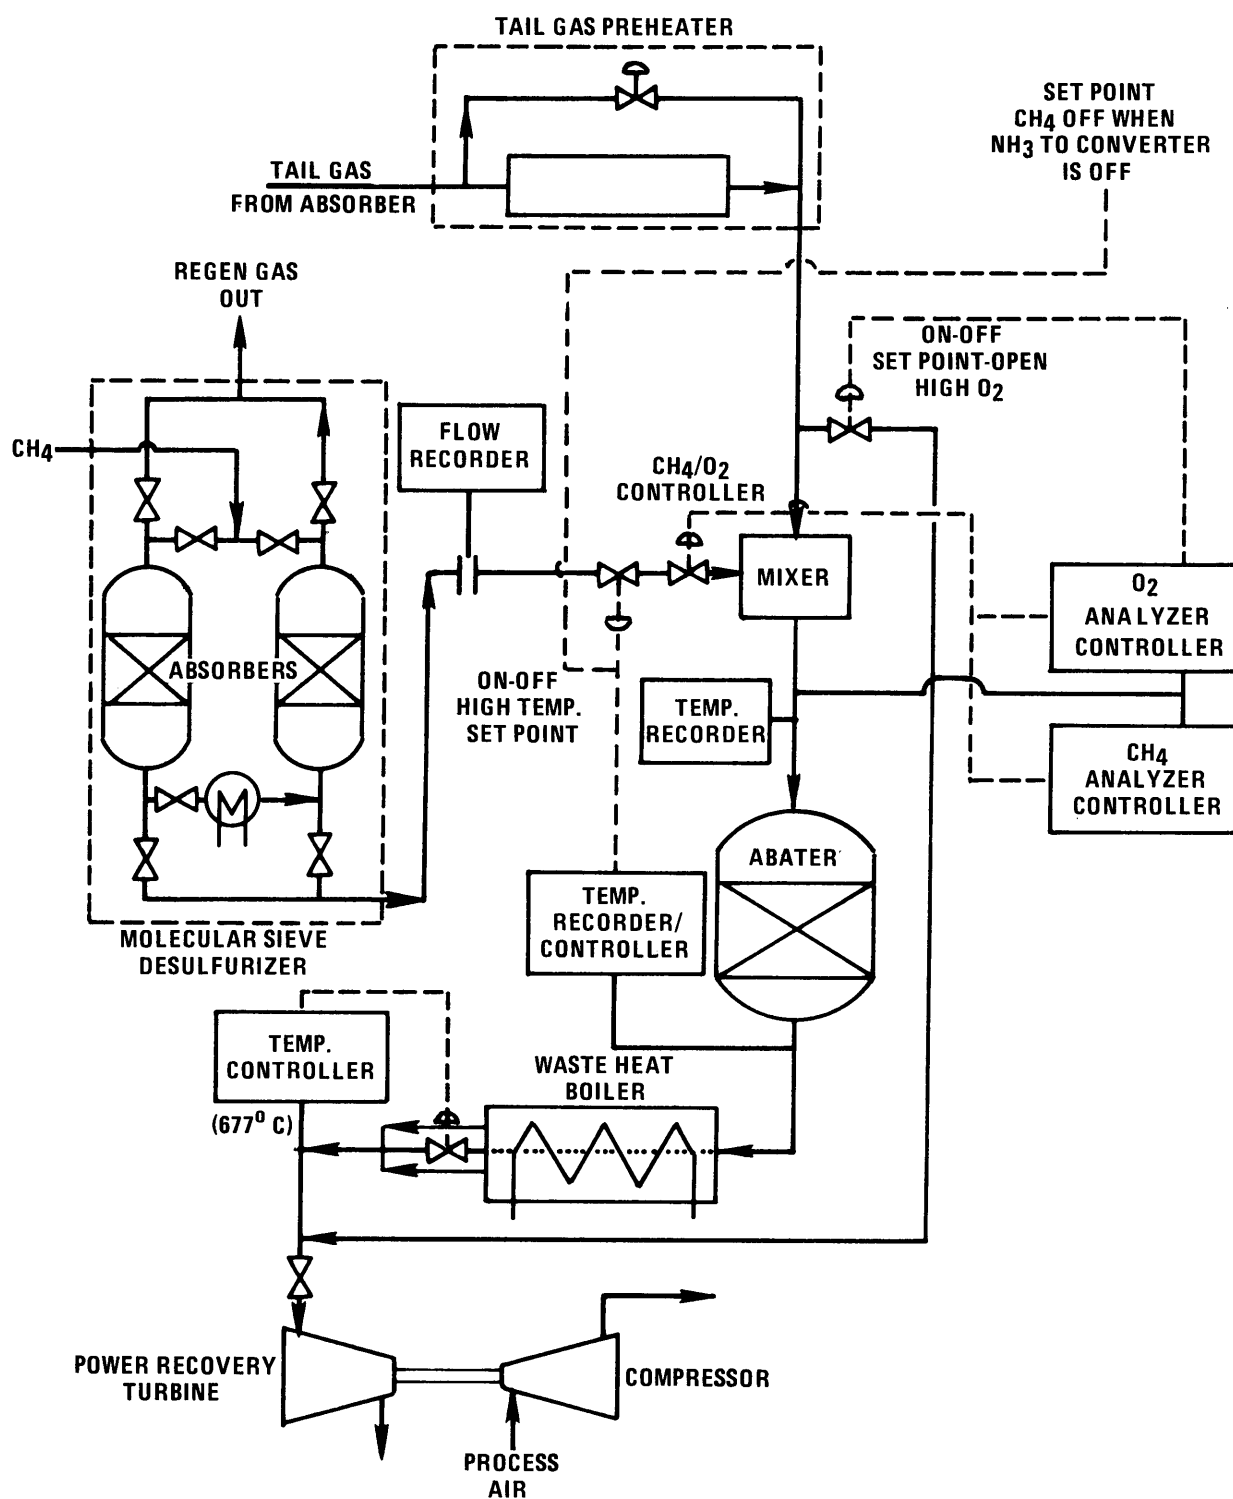 TAIL GAS PREHEATER
SET POINT
CH4 OFF WHEN
NH3 TO CONVERTER
IS OFF
TAIL GAS
FROM ABSORBER
REGEN GAS
OUT
ON-OFF
SET POINT-OPEN
HIGH O2
CH4
FLOW
RECORDER
CH4/O2
CONTROLLER
MIXER
O2
ANALYZER
CONTROLLER
ABSORBERS
ON-OFF
HIGH TEMP.
SET POINT
TEMP.
RECORDER
CH4
ANALYZER
CONTROLLER
ABATER
TEMP.
RECORDER/
CONTROLLER
MOLECULAR SIEVE
DESULFURIZER
TEMP.
CONTROLLER
(677⁰ C)
WASTE HEAT
BOILER
POWER RECOVERY
TURBINE
COMPRESSOR
PROCESS
AIR